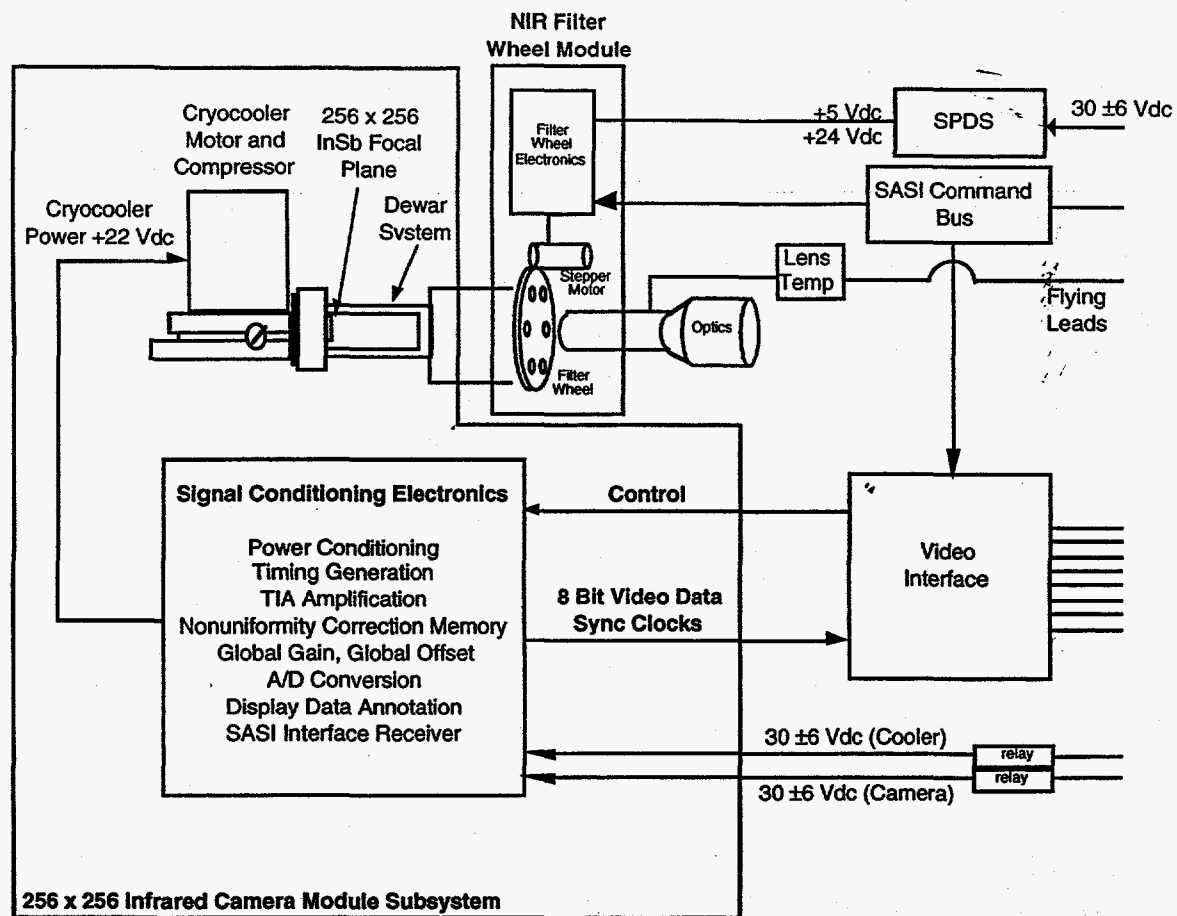 NIR Filter
Wheel Module
Cryocooler
Motor and
Compressor
256 x 256
InSb Focal
Plane
Filter
Wheel
Electronics
+5 Vdc
+24 Vdc
SPDS
30 ±6 Vdc
SASI Command
Bus
Cryocooler
Power +22 Vdc
Dewar
System
Stepper
Motor
Lens
Temp
Flying
Leads
Optics
Filter
Wheel
Signal Conditioning Electronics
Power Conditioning
Timing Generation
TIA Amplification
Nonuniformity Correction Memory
Global Gain, Global Offset
A/D Conversion
Display Data Annotation
SASI Interface Receiver
Control
8 Bit Video Data
Sync Clocks
Video
Interface
30 ±6 Vdc (Cooler)
relay
relay
30 ±6 Vdc (Camera)
256 x 256 Infrared Camera Module Subsystem